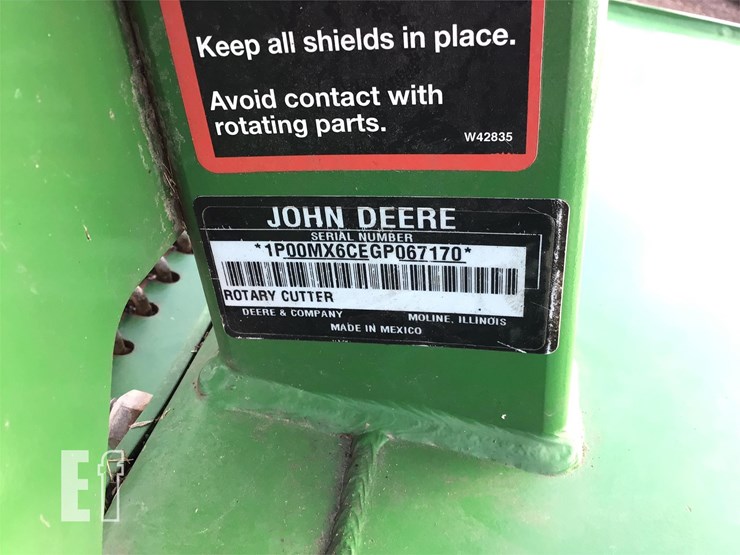 Keep all shields in place.
Avoid contact with
rotating parts.
W42835
JOHN DEERE
SERIAL NUMBER
*1P00MX6CEGP067170*
ROTARY CUTTER
DEERE & COMPANY MOLINE, ILLINOIS
MADE IN MEXICO
Ef